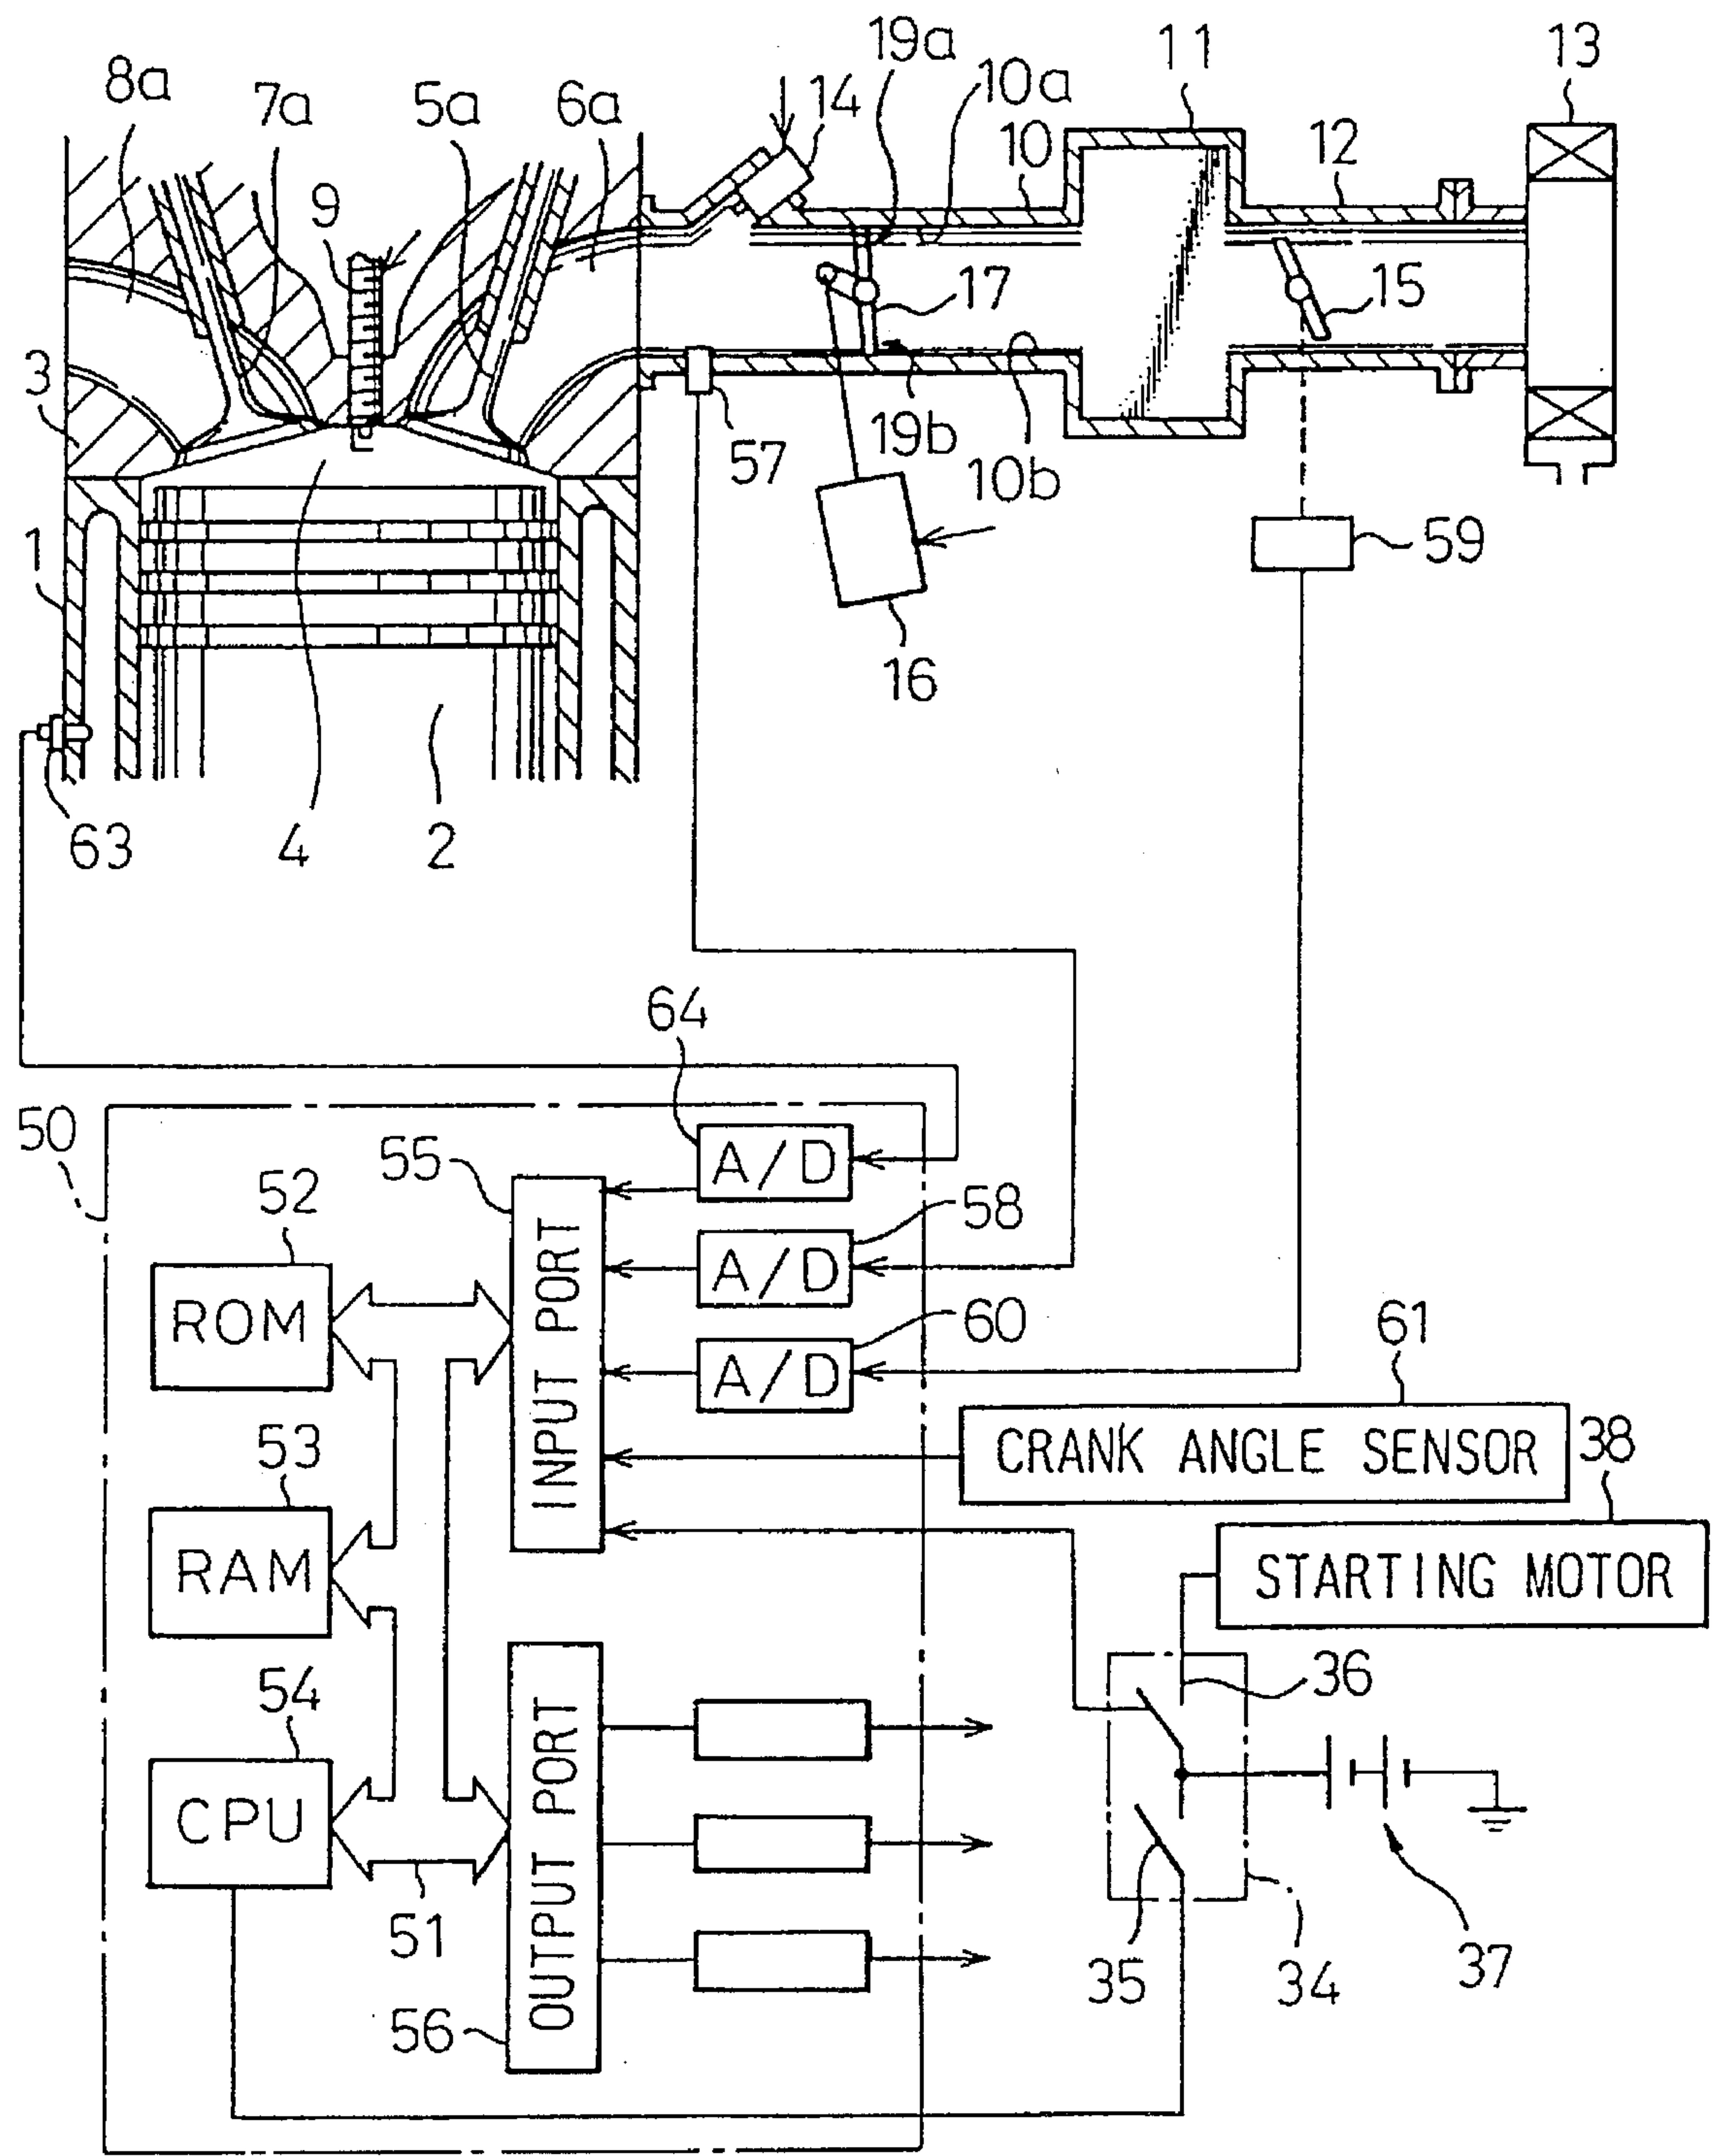 19a
11
13
8a
7a
5a
6a
14
10a
10
12
9
17
15
3
57
19b
10b
1
59
16
63
4
2
64
50
55
A/D
52
58
ROM
INPUT PORT
A/D
60
61
A/D
53
CRANK ANGLE SENSOR
38
RAM
STARTING MOTOR
54
36
CPU
OUTPUT PORT
51
35
34
37
56